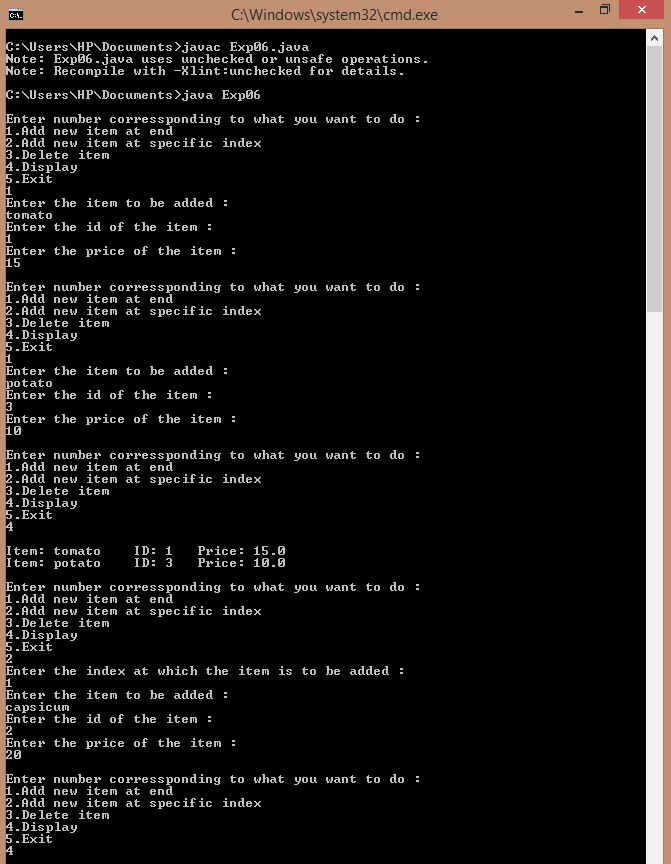 C:\Windows\system32\cmd.exe
C:\Users\HP\Documents>javac Exp06.java
Note: Exp06.java uses unchecked or unsafe operations.
Note: Recompile with -Xlint:unchecked for details.
C:\Users\HP\Documents>java Exp06
Enter number corressponding to what you want to do :
1.Add new item at end
2.Add new item at specific index
3.Delete item
4.Display
5.Exit
1
Enter the item to be added :
tomato
Enter the id of the item :
1
Enter the price of the item :
15
Enter number corressponding to what you want to do :
1.Add new item at end
2.Add new item at specific index
3.Delete item
4.Display
5.Exit
1
Enter the item to be added :
potato
Enter the id of the item :
3
Enter the price of the item :
10
Enter number corressponding to what you want to do :
1.Add new item at end
2.Add new item at specific index
3.Delete item
4.Display
5.Exit
4
Item: tomato    ID: 1   Price: 15.0
Item: potato    ID: 3   Price: 10.0
Enter number corressponding to what you want to do :
1.Add new item at end
2.Add new item at specific index
3.Delete item
4.Display
5.Exit
2
Enter the index at which the item is to be added :
1
Enter the item to be added :
capsicum
Enter the id of the item :
2
Enter the price of the item :
20
Enter number corressponding to what you want to do :
1.Add new item at end
2.Add new item at specific index
3.Delete item
4.Display
5.Exit
4